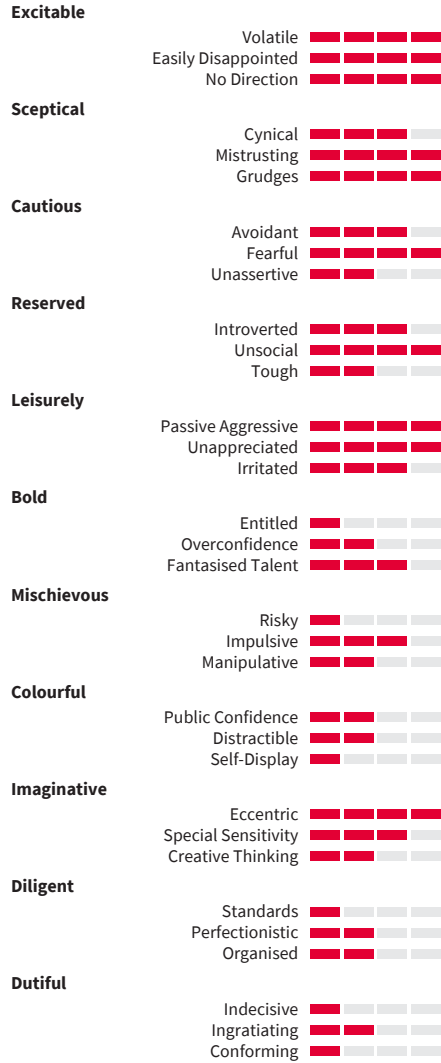 Excitable
Volatile
Easily Disappointed
No Direction
Sceptical
Cynical
Mistrusting
Grudges
Cautious
Avoidant
Fearful
Unassertive
Reserved
Introverted
Unsocial
Tough
Leisurely
Passive Aggressive
Unappreciated
Irritated
Bold
Entitled
Overconfidence
Fantasised Talent
Mischievous
Risky
Impulsive
Manipulative
Colourful
Public Confidence
Distractible
Self-Display
Imaginative
Eccentric
Special Sensitivity
Creative Thinking
Diligent
Standards
Perfectionistic
Organised
Dutiful
Indecisive
Ingratiating
Conforming